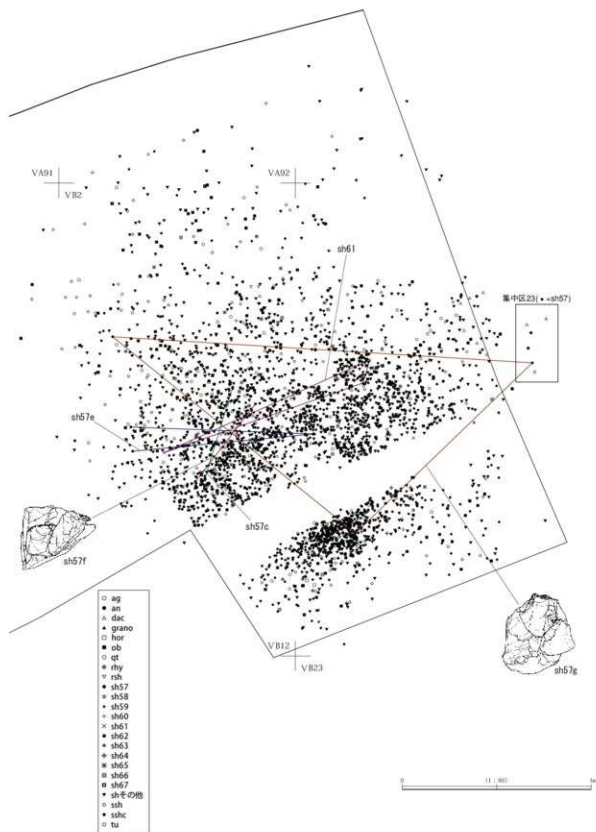 VA91
VB2
VA92
sh61
集中区23(● =sh57)
sh57e
sh57c
sh57f
sh57g
VB12
VB23
ag
an
dac
grano
hor
ob
qt
rhy
rsh
sh57
sh58
sh59
sh60
sh61
sh62
sh63
sh64
sh65
sh66
sh67
shその他
ssh
sshc
tu
0